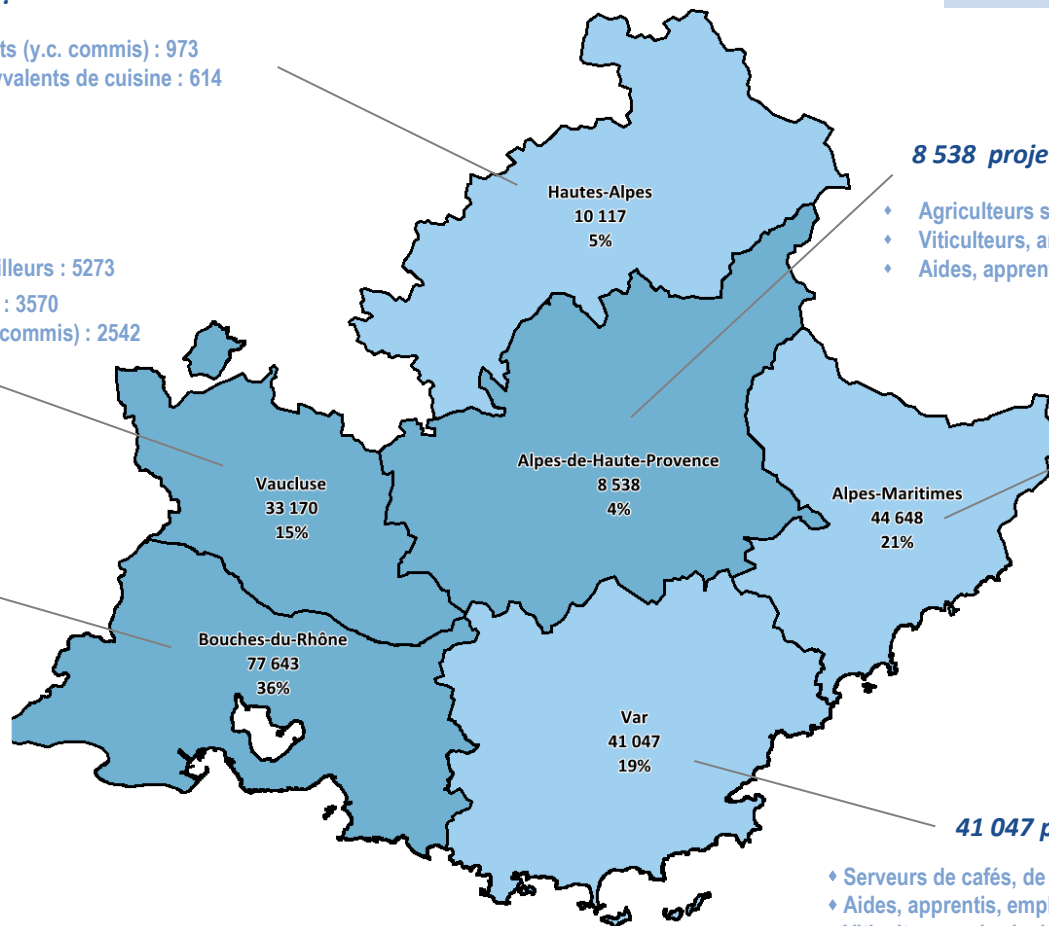 ts (y.c. commis) : 973
valents de cuisine : 614
Hautes-Alpes
10 117
5%
8 538 proje
♦ Agriculteurs s
♦ Viticulteurs, a
♦ Aides, appren
illeurs : 5273
: 3570
commis) : 2542
Vaucluse
33 170
15%
Alpes-de-Haute-Provence
8 538
4%
Alpes-Maritimes
44 648
21%
Bouches-du-Rhône
77 643
36%
Var
41 047
19%
41 047 p
♦ Serveurs de cafés, de
♦ Aides, apprentis, empl